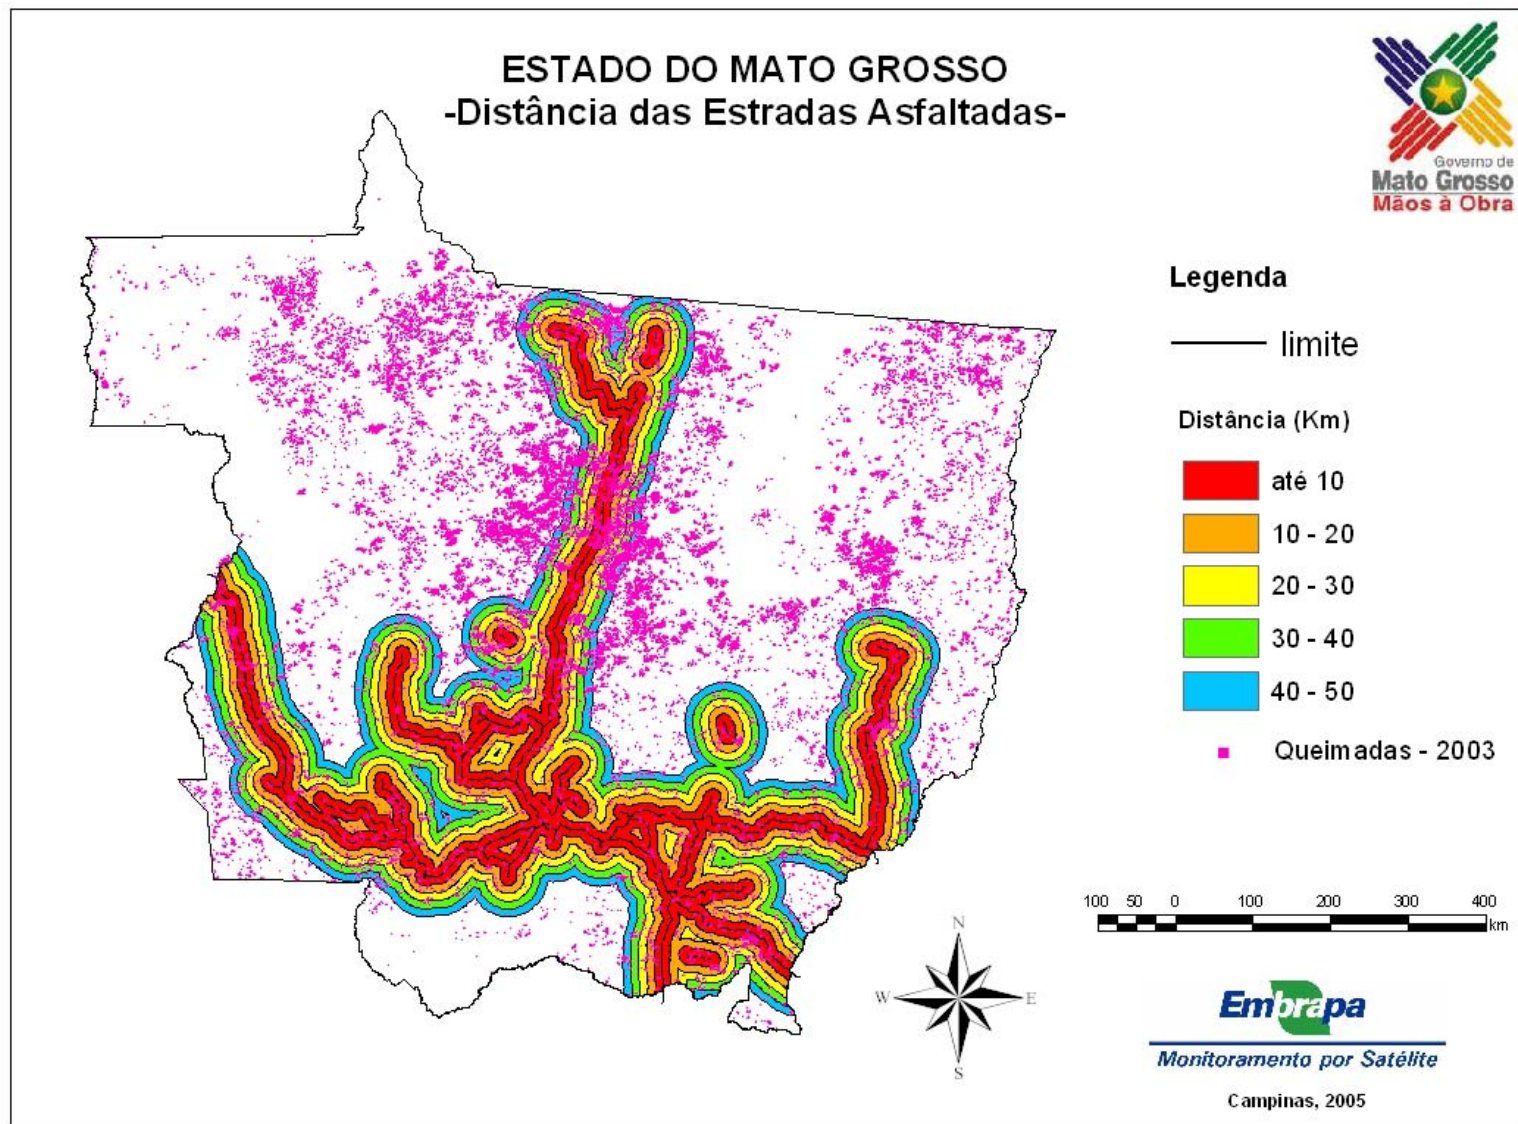 ESTADO DO MATO GROSSO
-Distância das Estradas Asfaltadas-
Governo de
Mato Grosso
Mãos à Obra
Legenda
limite
Distância (Km)
até 10
10 - 20
20 - 30
30 - 40
40 - 50
Queimadas - 2003
100 50 0 100 200 300 400
km
N
W E
S
Embrapa
Monitoramento por Satélite
Campinas, 2005